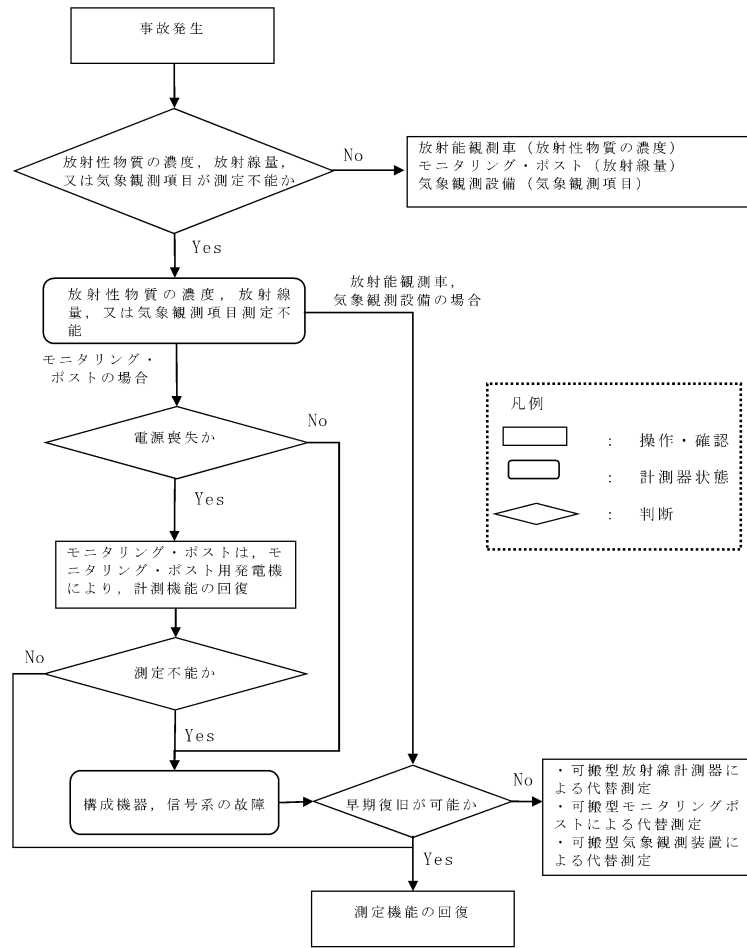 事故発生
放射性物質の濃度，放射線量，
又は気象観測項目が測定不能か
No
放射能観測車（放射性物質の濃度）
モニタリング・ポスト（放射線量）
気象観測設備（気象観測項目）
Yes
放射性物質の濃度，放射線
量，又は気象観測項目測定不
能
放射能観測車，
気象観測設備の場合
モニタリング・
ポストの場合
電源喪失か
No
Yes
凡例
： 操作・確認
： 計測器状態
： 判断
モニタリング・ポストは，モ
ニタリング・ポスト用発電機
により，計測機能の回復
No
測定不能か
Yes
構成機器，信号系の故障
早期復旧が可能か
No
・可搬型放射線計測器に
よる代替測定
・可搬型モニタリングポ
ストによる代替測定
・可搬型気象観測装置に
よる代替測定
Yes
測定機能の回復